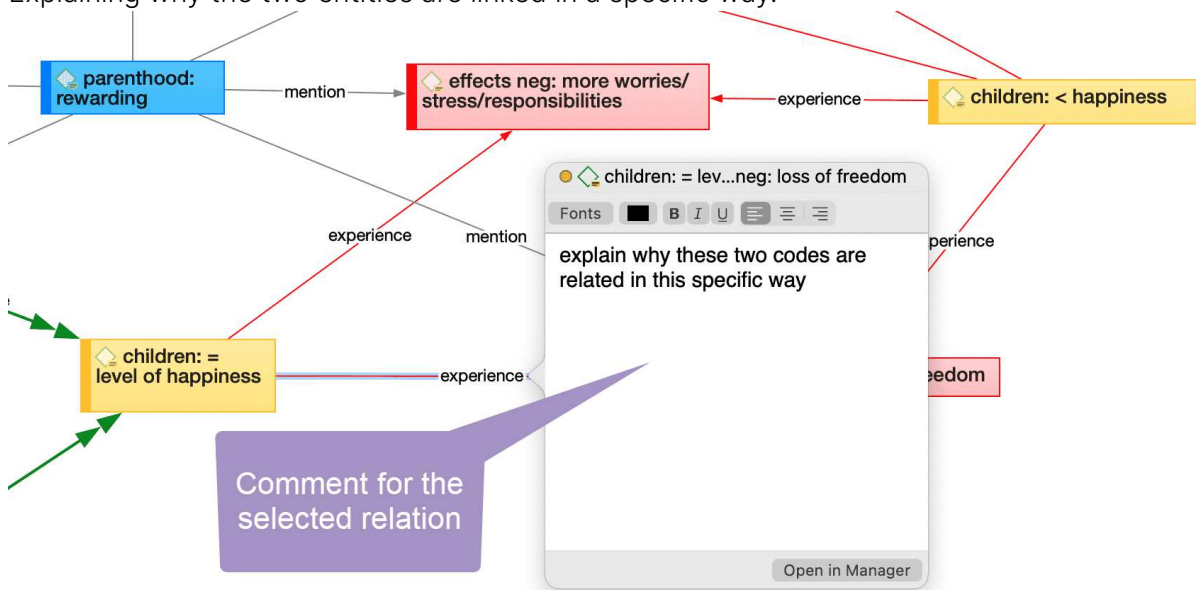 Explaining why the two entities are linked in a specific way.
parenthood:
rewarding
mention
effects neg: more worries/
stress/responsibilities
experience
children: < happiness
children: = lev...neg: loss of freedom
Fonts
B I U
experience
mention
perience
explain why these two codes are
related in this specific way
children: =
level of happiness
experience
eedom
Comment for the
selected relation
Open in Manager